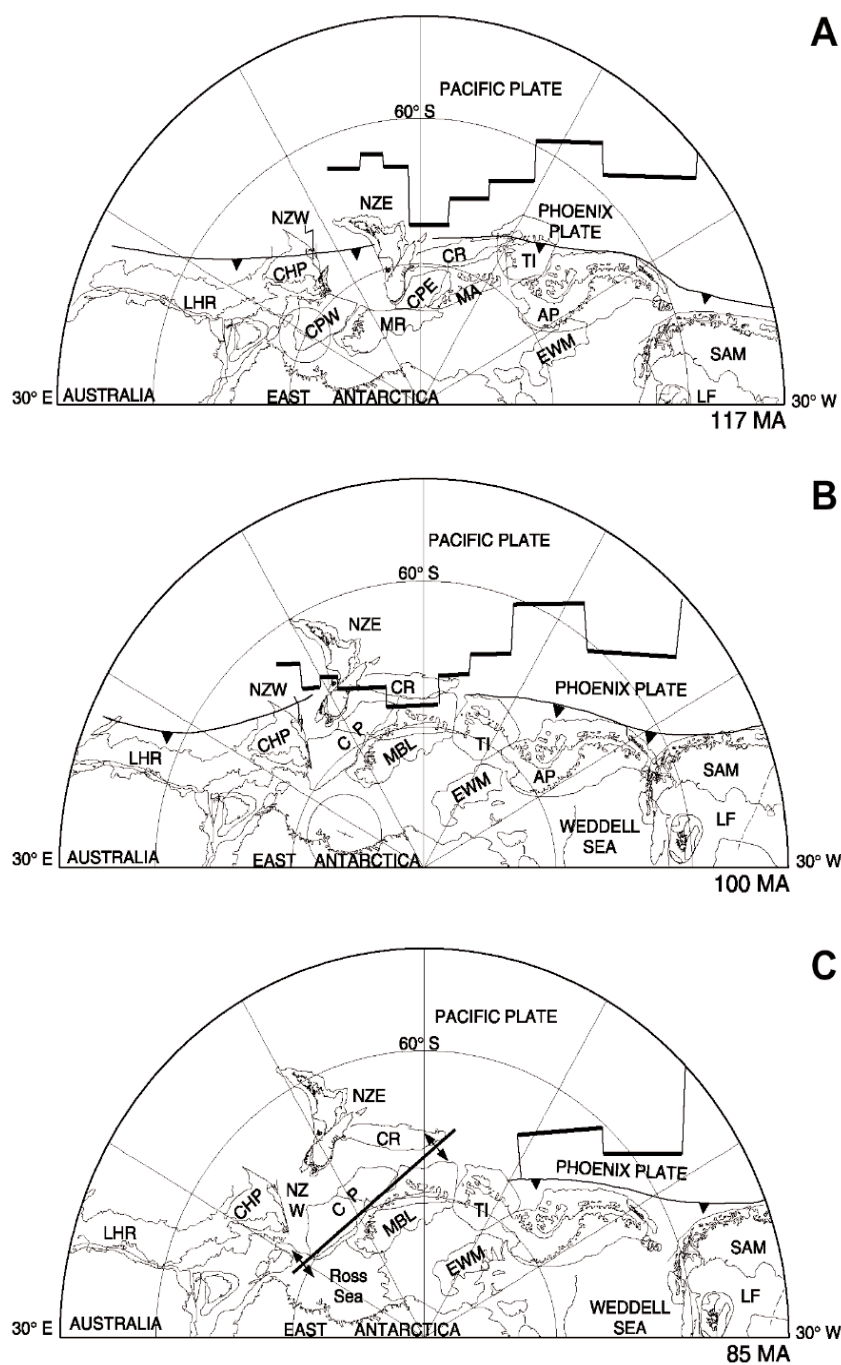 A
PACIFIC PLATE
60° S
NZE
NZW
PHOENIX
PLATE
CR
TI
CHP
CPE
MA
LHR
CPW
MR
AP
EWM
SAM
30° E
AUSTRALIA
EAST
ANTARCTICA
LF
30° W
117 MA
B
PACIFIC PLATE
60° S
NZE
NZW
CR
PHOENIX PLATE
CHP
C P
MBL
TI
LHR
AP
EWM
SAM
WEDDELL
SEA
LF
30° E
AUSTRALIA
EAST
ANTARCTICA
30° W
100 MA
C
PACIFIC PLATE
60° S
NZE
CR
PHOENIX PLATE
NZ
W
C P
CHP
TI
MBL
LHR
EWM
SAM
Ross
Sea
WEDDELL
SEA
LF
30° E
AUSTRALIA
EAST
ANTARCTICA
30° W
85 MA